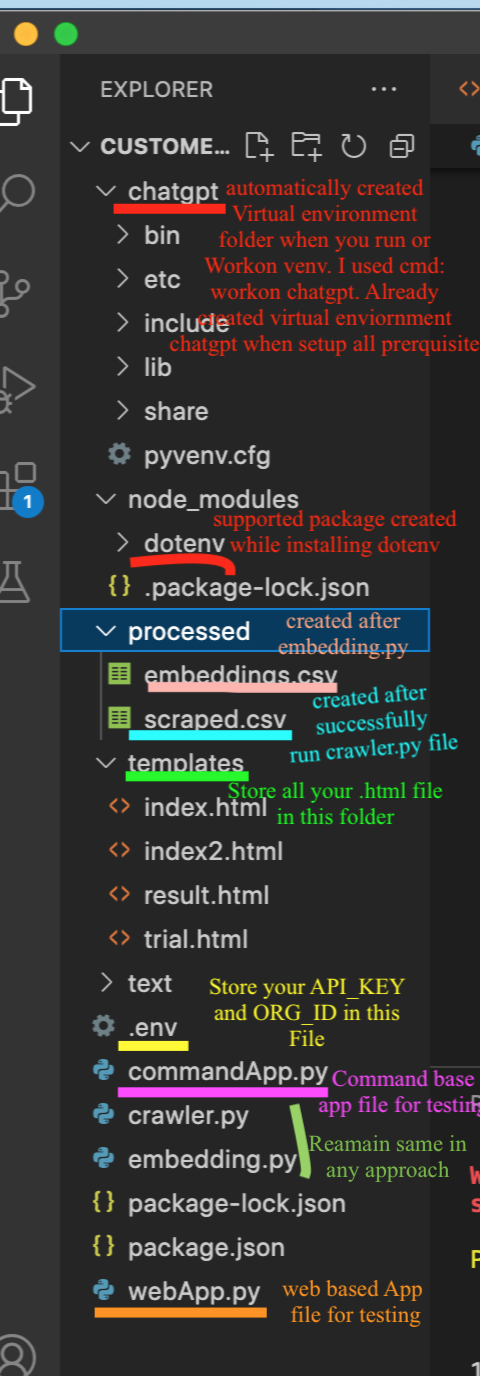 EXPLORER
CUSTOME...
chatgpt
automatically created
Virtual environment
folder when you run or
Workon venv. I used cmd:
workon chatgpt. Already
created virtual enviornment
chatgpt when setup all prerquisite
bin
etc
include
lib
share
pyvenv.cfg
node_modules
supported package created
while installing dotenv
dotenv
.package-lock.json
processed
created after
embedding.py
embeddings.csv
created after
successfully
run crawler.py file
scraped.csv
templates
Store all your .html file
in this folder
index.html
index2.html
result.html
trial.html
text
Store your API_KEY
and ORG_ID in this
File
.env
commandApp.py
Command base
app file for testing
crawler.py
Reamain same in
any approach
embedding.py
package-lock.json
package.json
webApp.py
web based App
file for testing
1